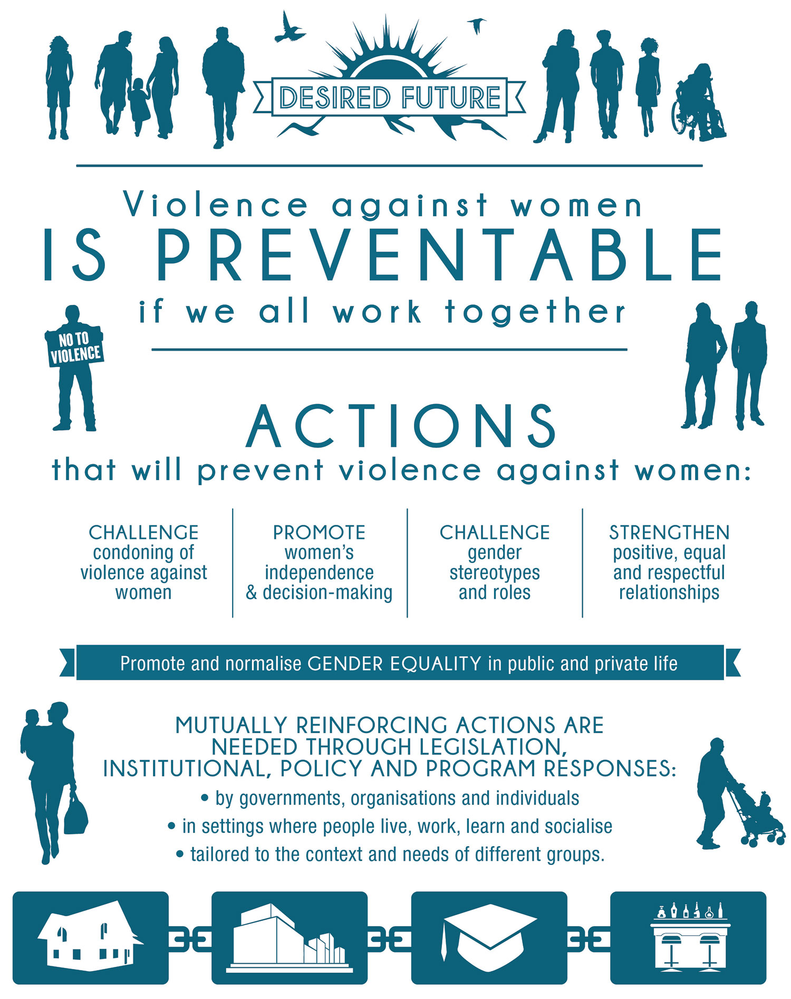 DESIRED FUTURE
Violence against women
IS PREVENTABLE
if we all work together
NO TO
VIOLENCE
ACTIONS
that will prevent violence against women:
CHALLENGE
condoning of
violence against
women
PROMOTE
women's
independence
& decision-making
CHALLENGE
gender
stereotypes
and roles
STRENGTHEN
positive, equal
and respectful
relationships
Promote and normalise GENDER EQUALITY in public and private life
MUTUALLY REINFORCING ACTIONS ARE
NEEDED THROUGH LEGISLATION,
INSTITUTIONAL, POLICY AND PROGRAM RESPONSES:
• by governments, organisations and individuals
• in settings where people live, work, learn and socialise
• tailored to the context and needs of different groups.